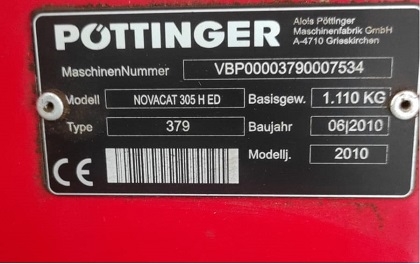 PÖTTINGER
Alois Pöttinger
Maschinenfabrik GmbH
A-4710 Grieskirchen
MaschinenNummer VBP00003790007534
Modell NOVACAT 305 H ED Basisgew. 1.110 KG
Type 379 Baujahr 06|2010
Modellj. 2010
CE